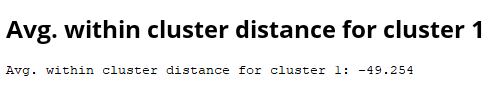 Avg. within cluster distance for cluster 1
Avg. within cluster distance for cluster 1: -49.254